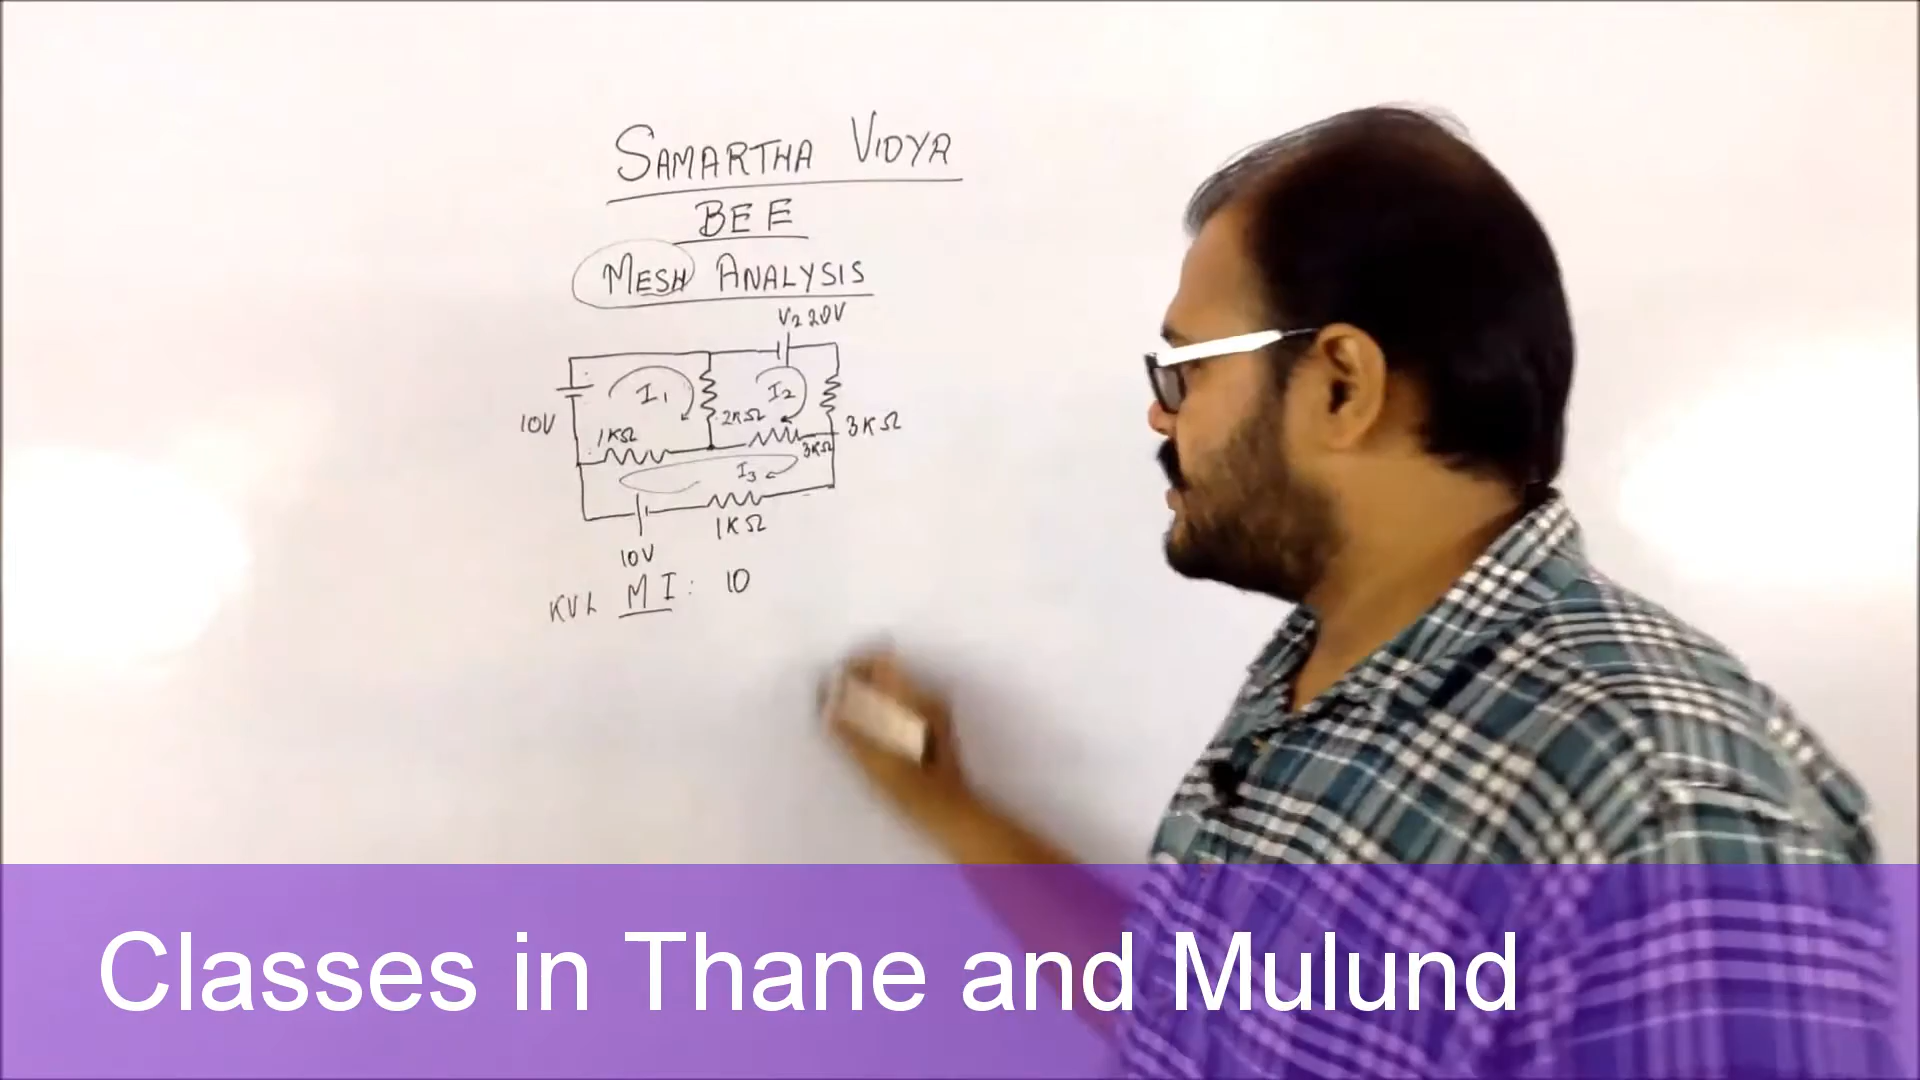 SAMARTHA VIDYA
BEE
MESH ANALYSIS
V2 20V
I1
I2
10V
2KΩ
3KΩ
1KΩ
3KΩ
I3
1KΩ
10V
KVL MI: 10
Classes in Thane and Mulund